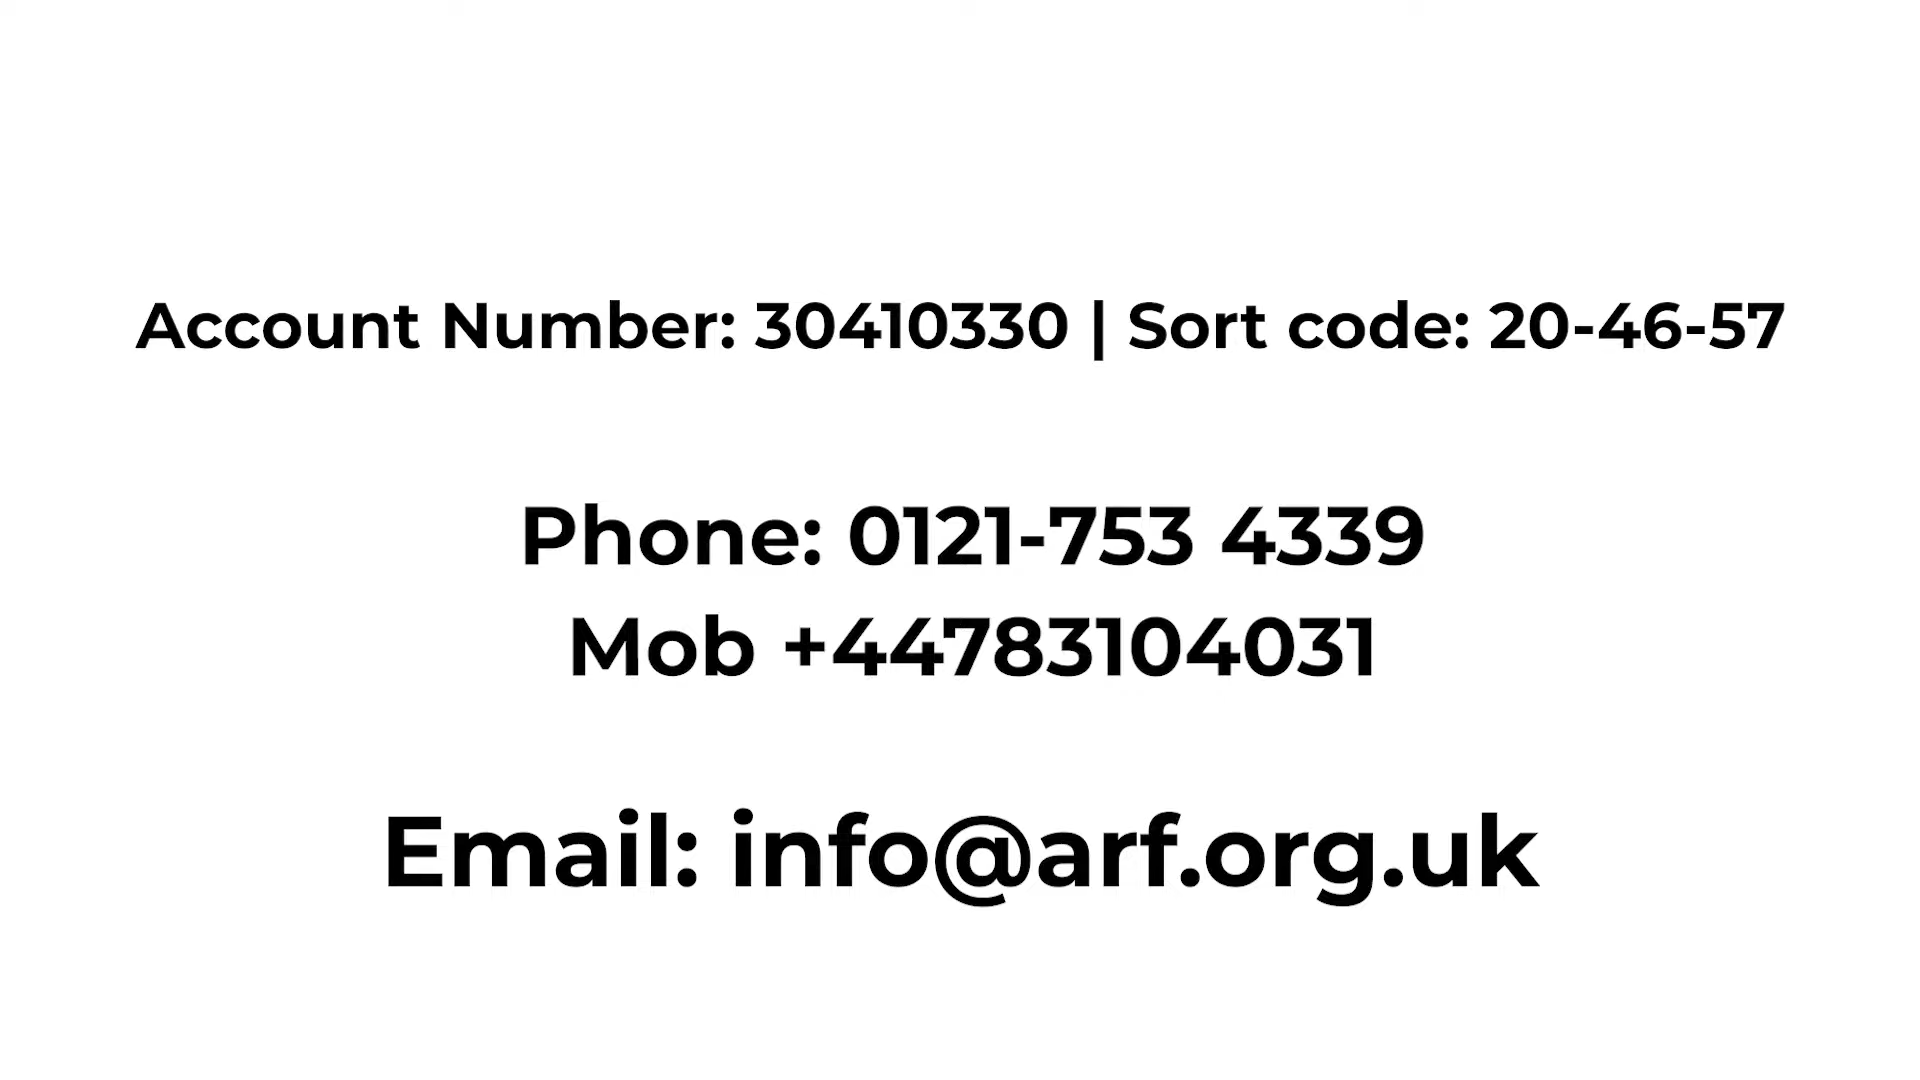 Account Number: 30410330 | Sort code: 20-46-57
Phone: 0121-753 4339
Mob +44783104031
Email: info@arf.org.uk